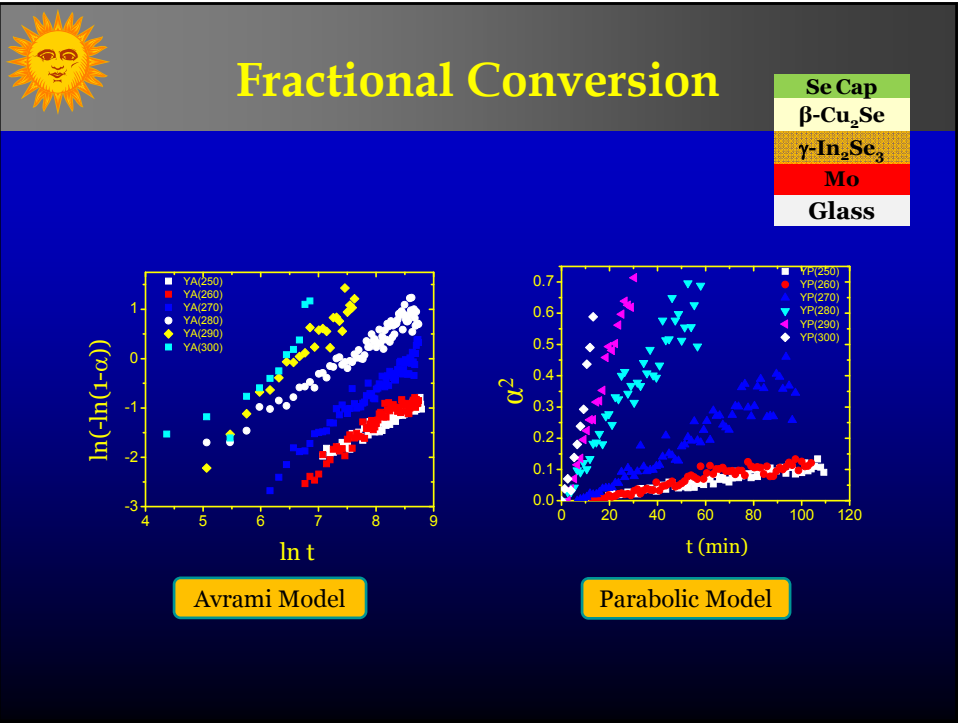 Fractional Conversion
Se Cap
β-Cu₂Se
γ-In₂Se₃
Mo
Glass
YA(250)
YA(260)
YA(270)
YA(280)
YA(290)
YA(300)
1
0
-1
-2
-3
4 5 6 7 8 9
ln(-ln(1-α))
ln t
Avrami Model
YP(250)
YP(260)
YP(270)
YP(280)
YP(290)
YP(300)
0.7
0.6
0.5
0.4
0.3
0.2
0.1
0.0
0 20 40 60 80 100 120
α²
t (min)
Parabolic Model